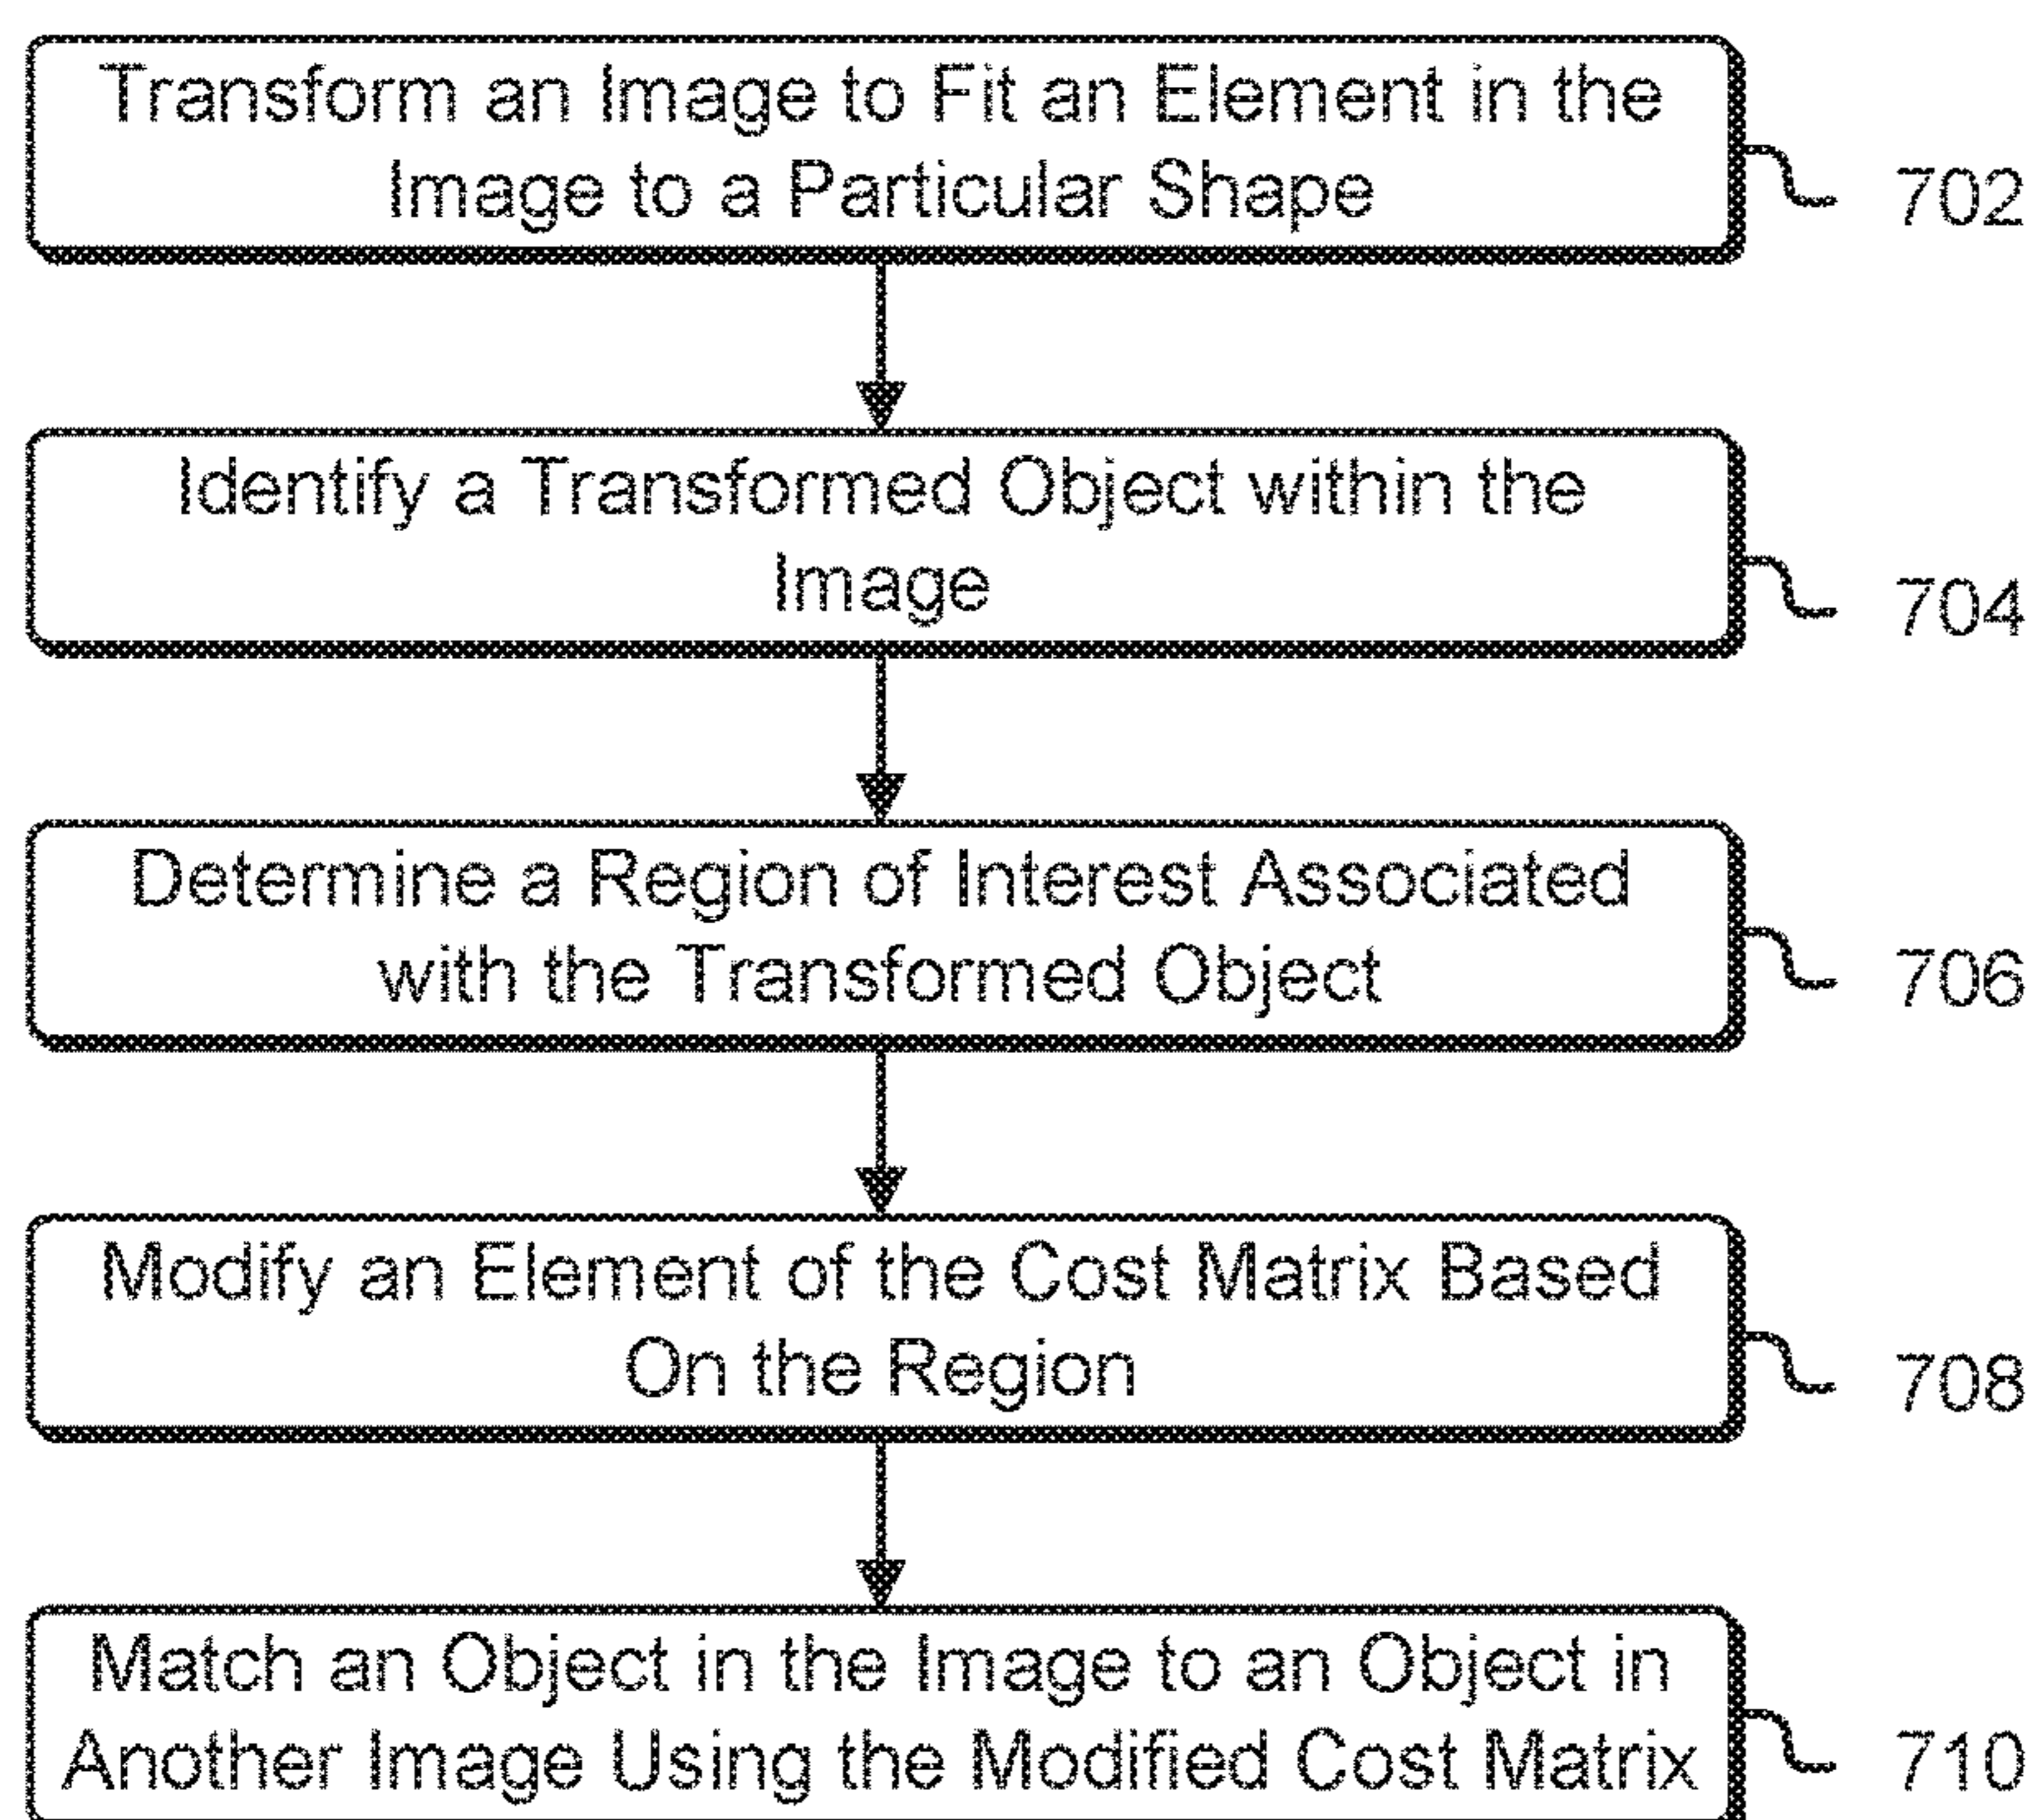 Transform an Image to Fit an Element in the
Image to a Particular Shape
702
Identify a Transformed Object within the
Image
704
Determine a Region of Interest Associated
with the Transformed Object
706
Modify an Element of the Cost Matrix Based
On the Region
708
Match an Object in the Image to an Object in
Another Image Using the Modified Cost Matrix
710